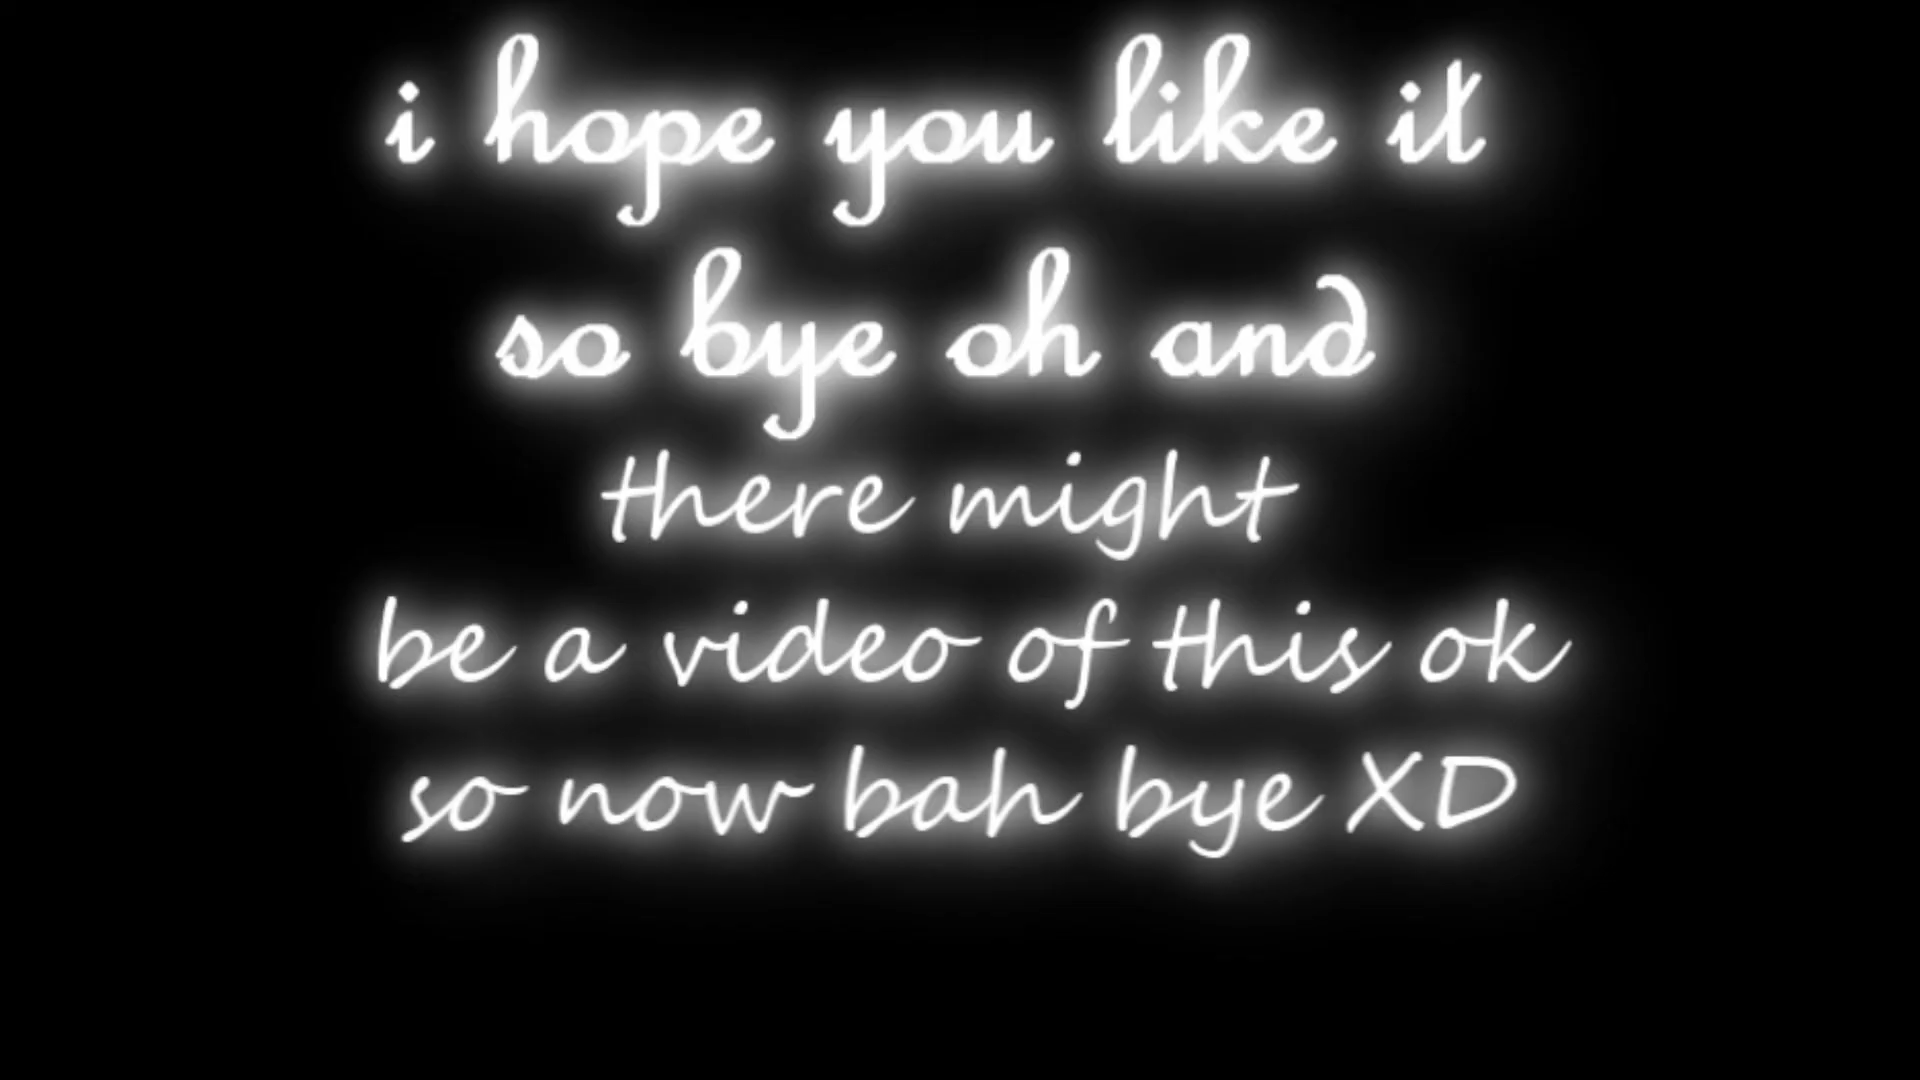 i hope you like it
so bye oh and
there might
be a video of this ok
so now bah bye XD